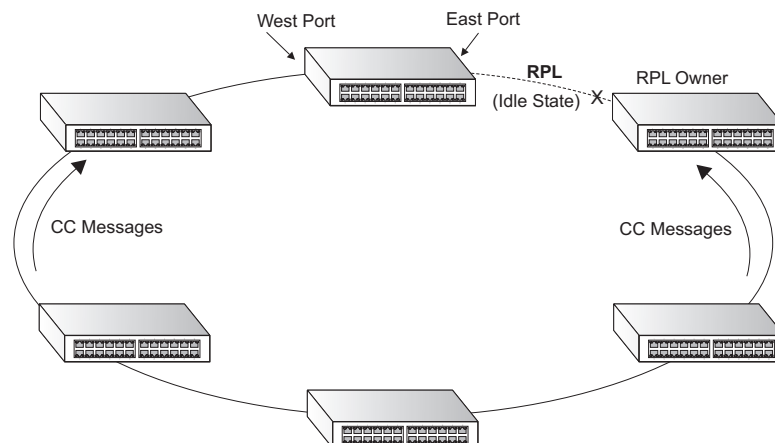 West Port
East Port
RPL
(Idle State)
X
RPL Owner
CC Messages
CC Messages